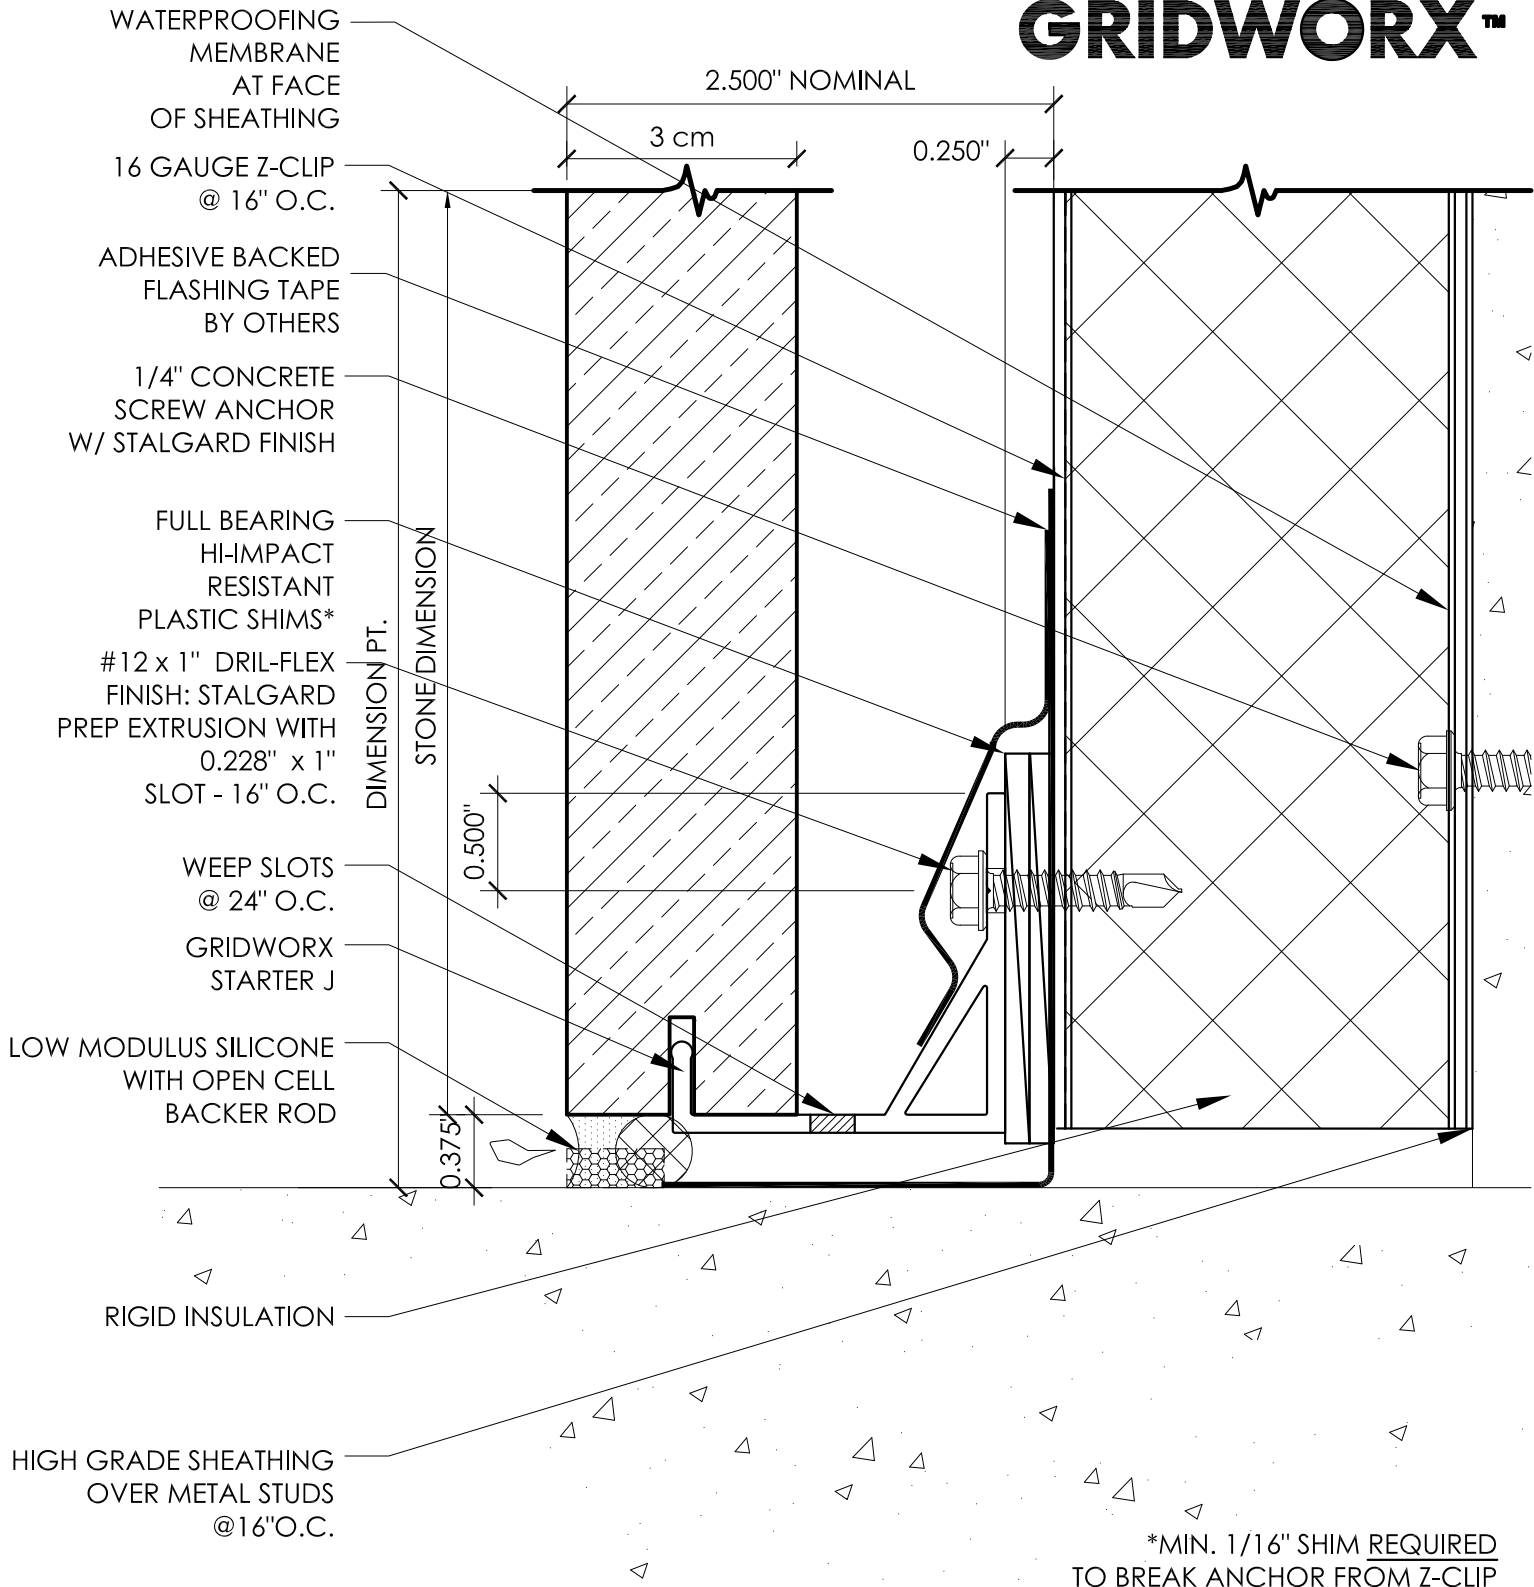 GRIDWORX™
WATERPROOFING
MEMBRANE
AT FACE
OF SHEATHING
2.500" NOMINAL
3 cm
0.250"
16 GAUGE Z-CLIP
@ 16" O.C.
ADHESIVE BACKED
FLASHING TAPE
BY OTHERS
1/4" CONCRETE
SCREW ANCHOR
W/ STALGARD FINISH
FULL BEARING
HI-IMPACT
RESISTANT
PLASTIC SHIMS*
#12 x 1" DRIL-FLEX
FINISH: STALGARD
PREP EXTRUSION WITH
0.228" x 1"
SLOT - 16" O.C.
DIMENSION PT.
STONE DIMENSION
0.500"
WEEP SLOTS
@ 24" O.C.
GRIDWORX
STARTER J
LOW MODULUS SILICONE
WITH OPEN CELL
BACKER ROD
0.375"
RIGID INSULATION
HIGH GRADE SHEATHING
OVER METAL STUDS
@16"O.C.
*MIN. 1/16" SHIM REQUIRED
TO BREAK ANCHOR FROM Z-CLIP